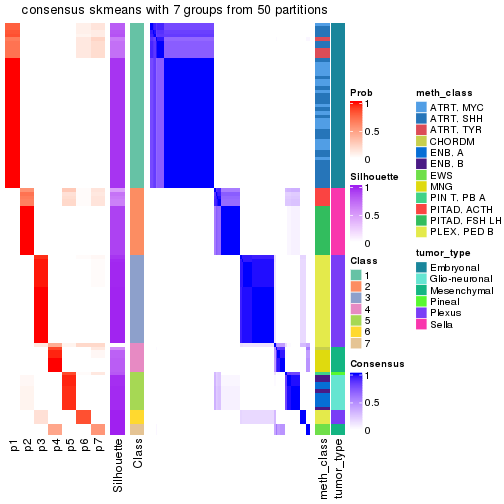 consensus skmeans with 7 groups from 50 partitions
Prob
1
0.5
0
Silhouette
1
0.5
0
Class
1
2
3
4
5
6
7
Consensus
1
0.5
0
meth_class
ATRT. MYC
ATRT. SHH
ATRT. TYR
CHORDM
ENB. A
ENB. B
EWS
MNG
PIN T. PB A
PITAD. ACTH
PITAD. FSH LH
PLEX. PED B
tumor_type
Embryonal
Glio-neuronal
Mesenchymal
Pineal
Plexus
Sella
p1
p2
p3
p4
p5
p6
p7
Silhouette
Class
meth_class
tumor_type